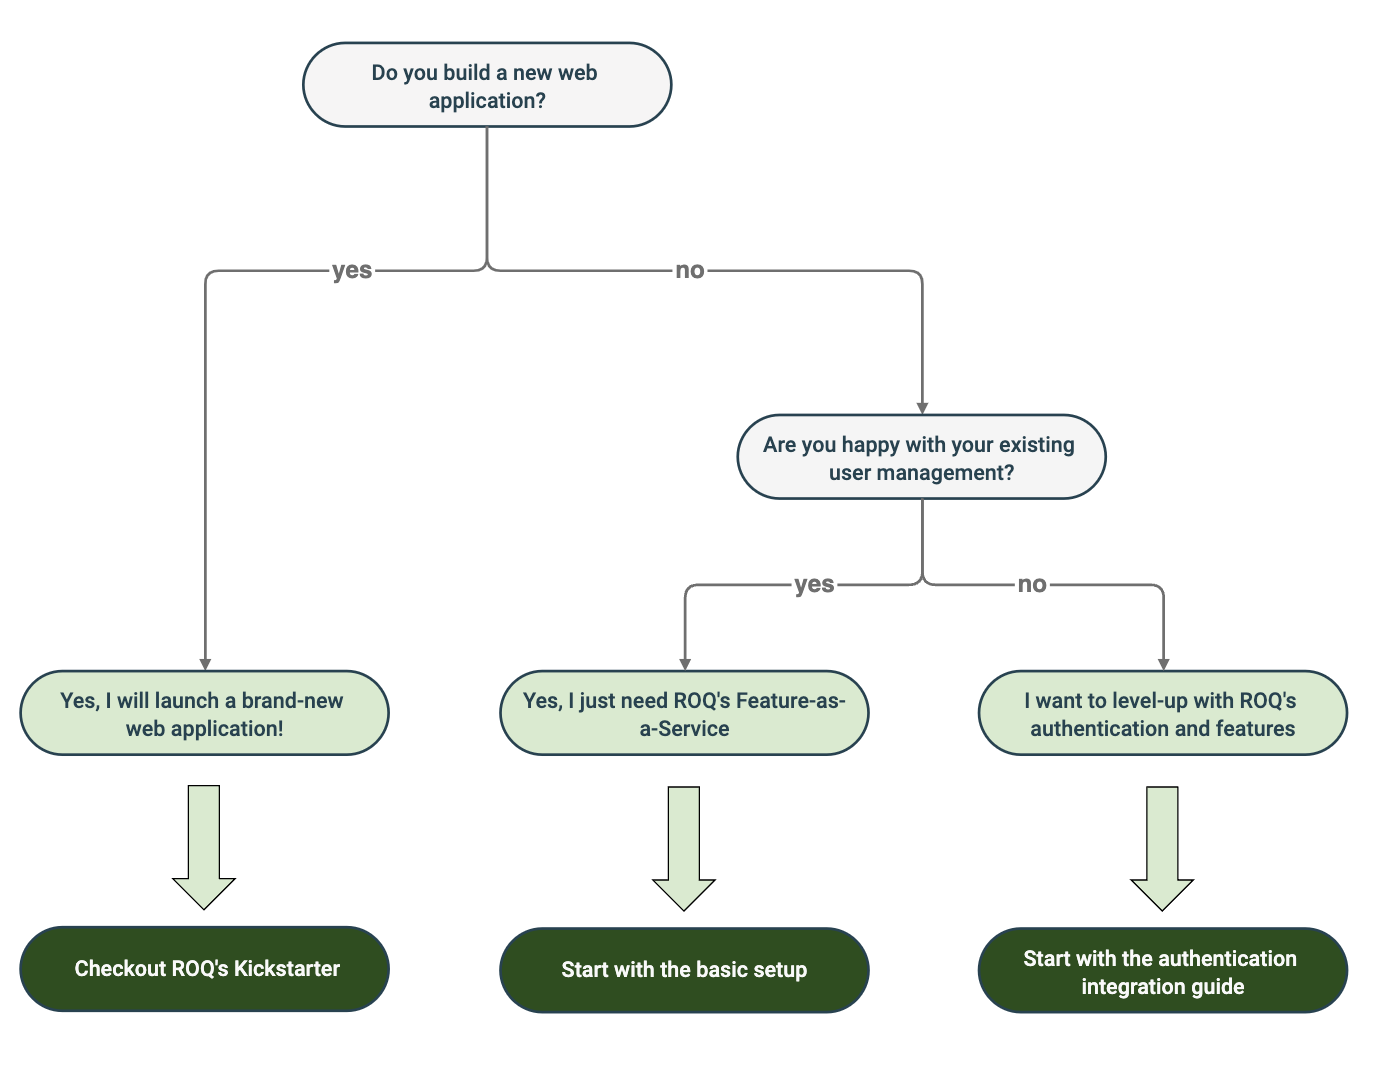 Do you build a new web
application?
yes
no
Are you happy with your existing
user management?
yes
no
Yes, I will launch a brand-new
web application!
Yes, I just need ROQ's Feature-as-
a-Service
I want to level-up with ROQ's
authentication and features
Checkout ROQ's Kickstarter
Start with the basic setup
Start with the authentication
integration guide